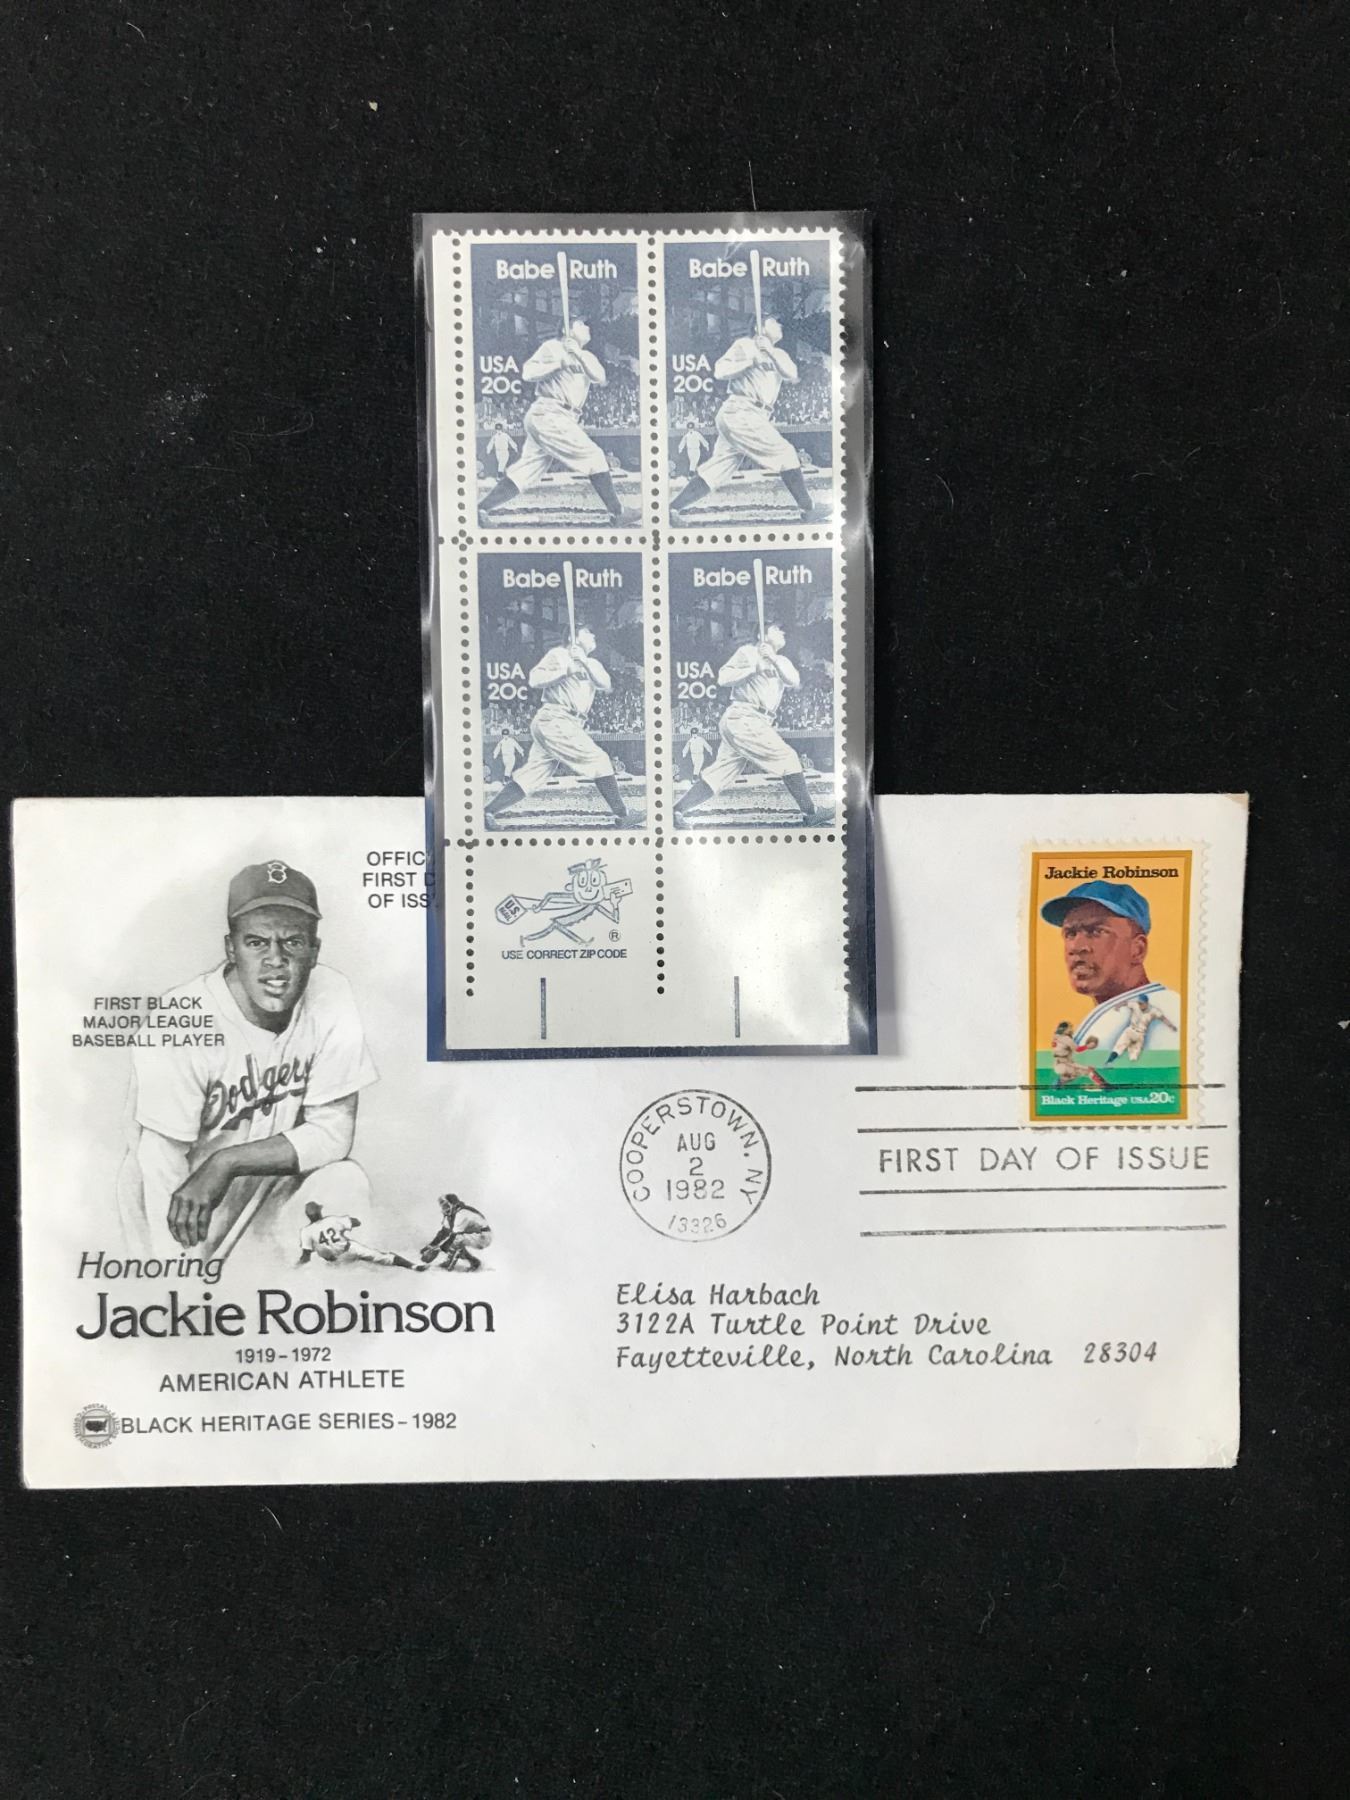 Babe Ruth
USA
20c
Babe Ruth
USA
20c
Babe Ruth
USA
20c
Babe Ruth
USA
20c
U.S.
MAIL
®
USE CORRECT ZIP CODE
OFFIC
FIRST D
OF ISS
B
FIRST BLACK
MAJOR LEAGUE
BASEBALL PLAYER
Dodgers
42
Honoring
Jackie Robinson
1919-1972
AMERICAN ATHLETE
BLACK HERITAGE SERIES-1982
POSTAL COMMEMORATIVE
Jackie Robinson
Black Heritage USA 20c
COOPERSTOWN, NY
AUG
2
1982
13326
FIRST DAY OF ISSUE
Elisa Harbach
3122A Turtle Point Drive
Fayetteville, North Carolina 28304